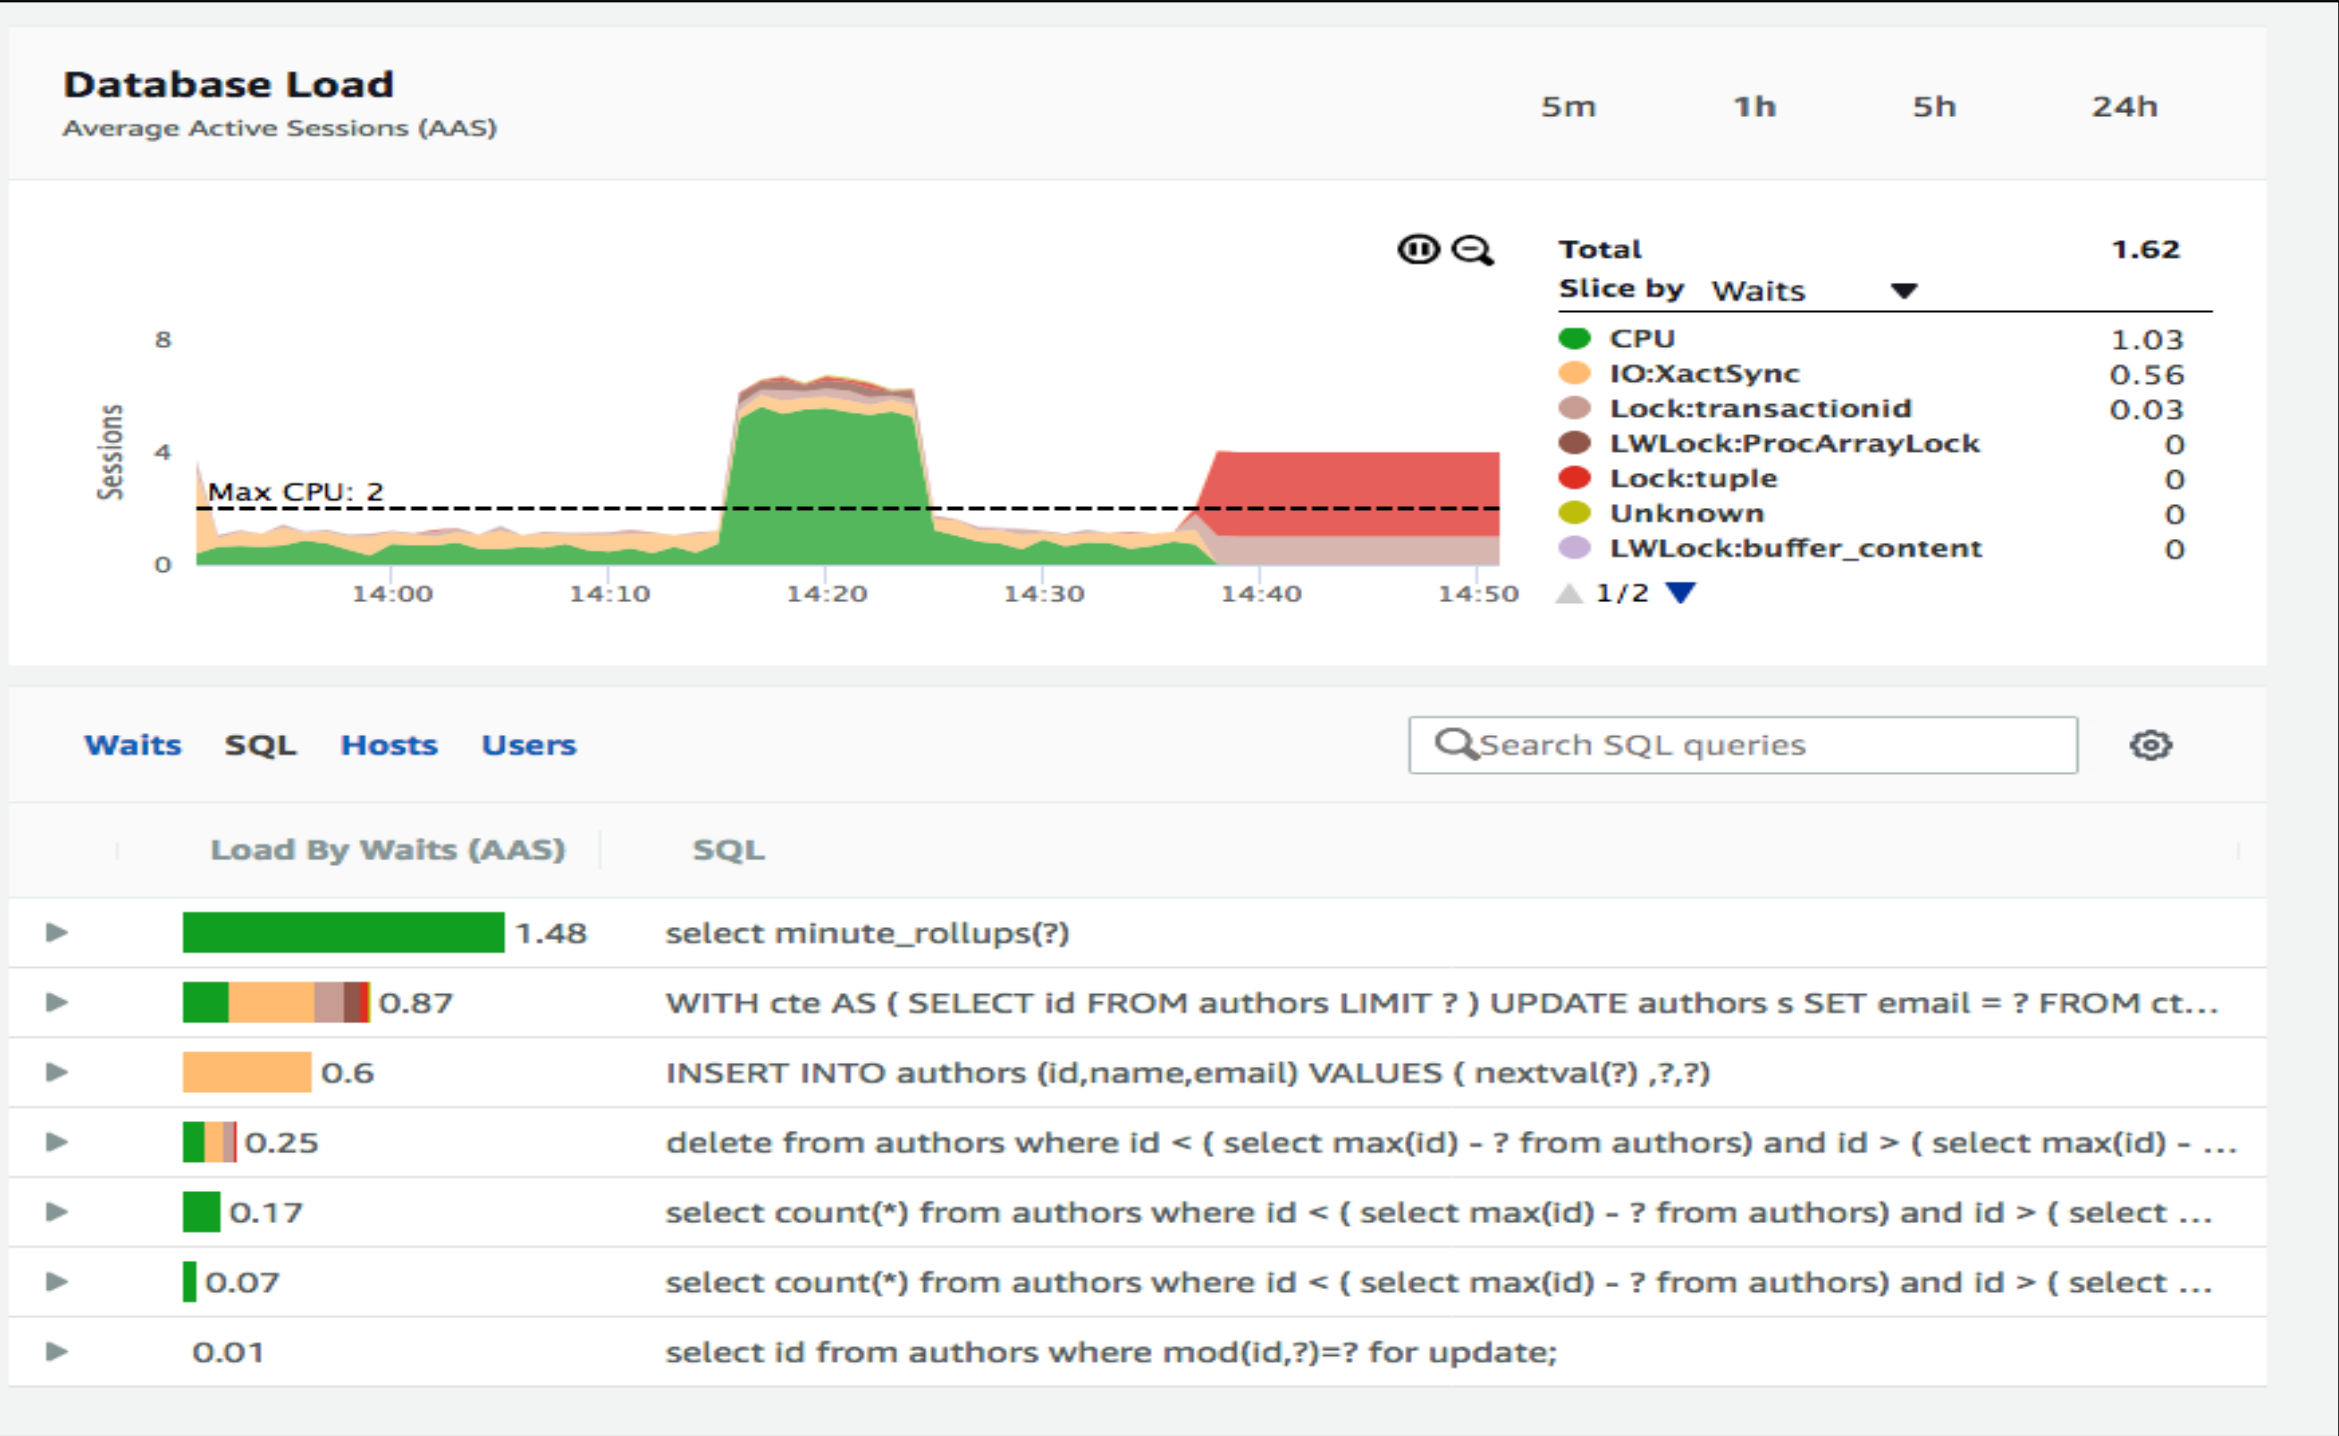 Database Load
Average Active Sessions (AAS)
5m 1h 5h 24h
Total 1.62
Slice by Waits
8
4
0
Sessions
Max CPU: 2
14:00 14:10 14:20 14:30 14:40 14:50
CPU 1.03
IO:XactSync 0.56
Lock:transactionid 0.03
LWLock:ProcArrayLock 0
Lock:tuple 0
Unknown 0
LWLock:buffer_content 0
1/2
Waits SQL Hosts Users
Search SQL queries
Load By Waits (AAS) SQL
1.48 select minute_rollups(?)
0.87 WITH cte AS ( SELECT id FROM authors LIMIT ? ) UPDATE authors s SET email = ? FROM ct...
0.6 INSERT INTO authors (id,name,email) VALUES ( nextval(?) ,?,?)
0.25 delete from authors where id < ( select max(id) - ? from authors) and id > ( select max(id) - ...
0.17 select count(*) from authors where id < ( select max(id) - ? from authors) and id > ( select ...
0.07 select count(*) from authors where id < ( select max(id) - ? from authors) and id > ( select ...
0.01 select id from authors where mod(id,?)=? for update;